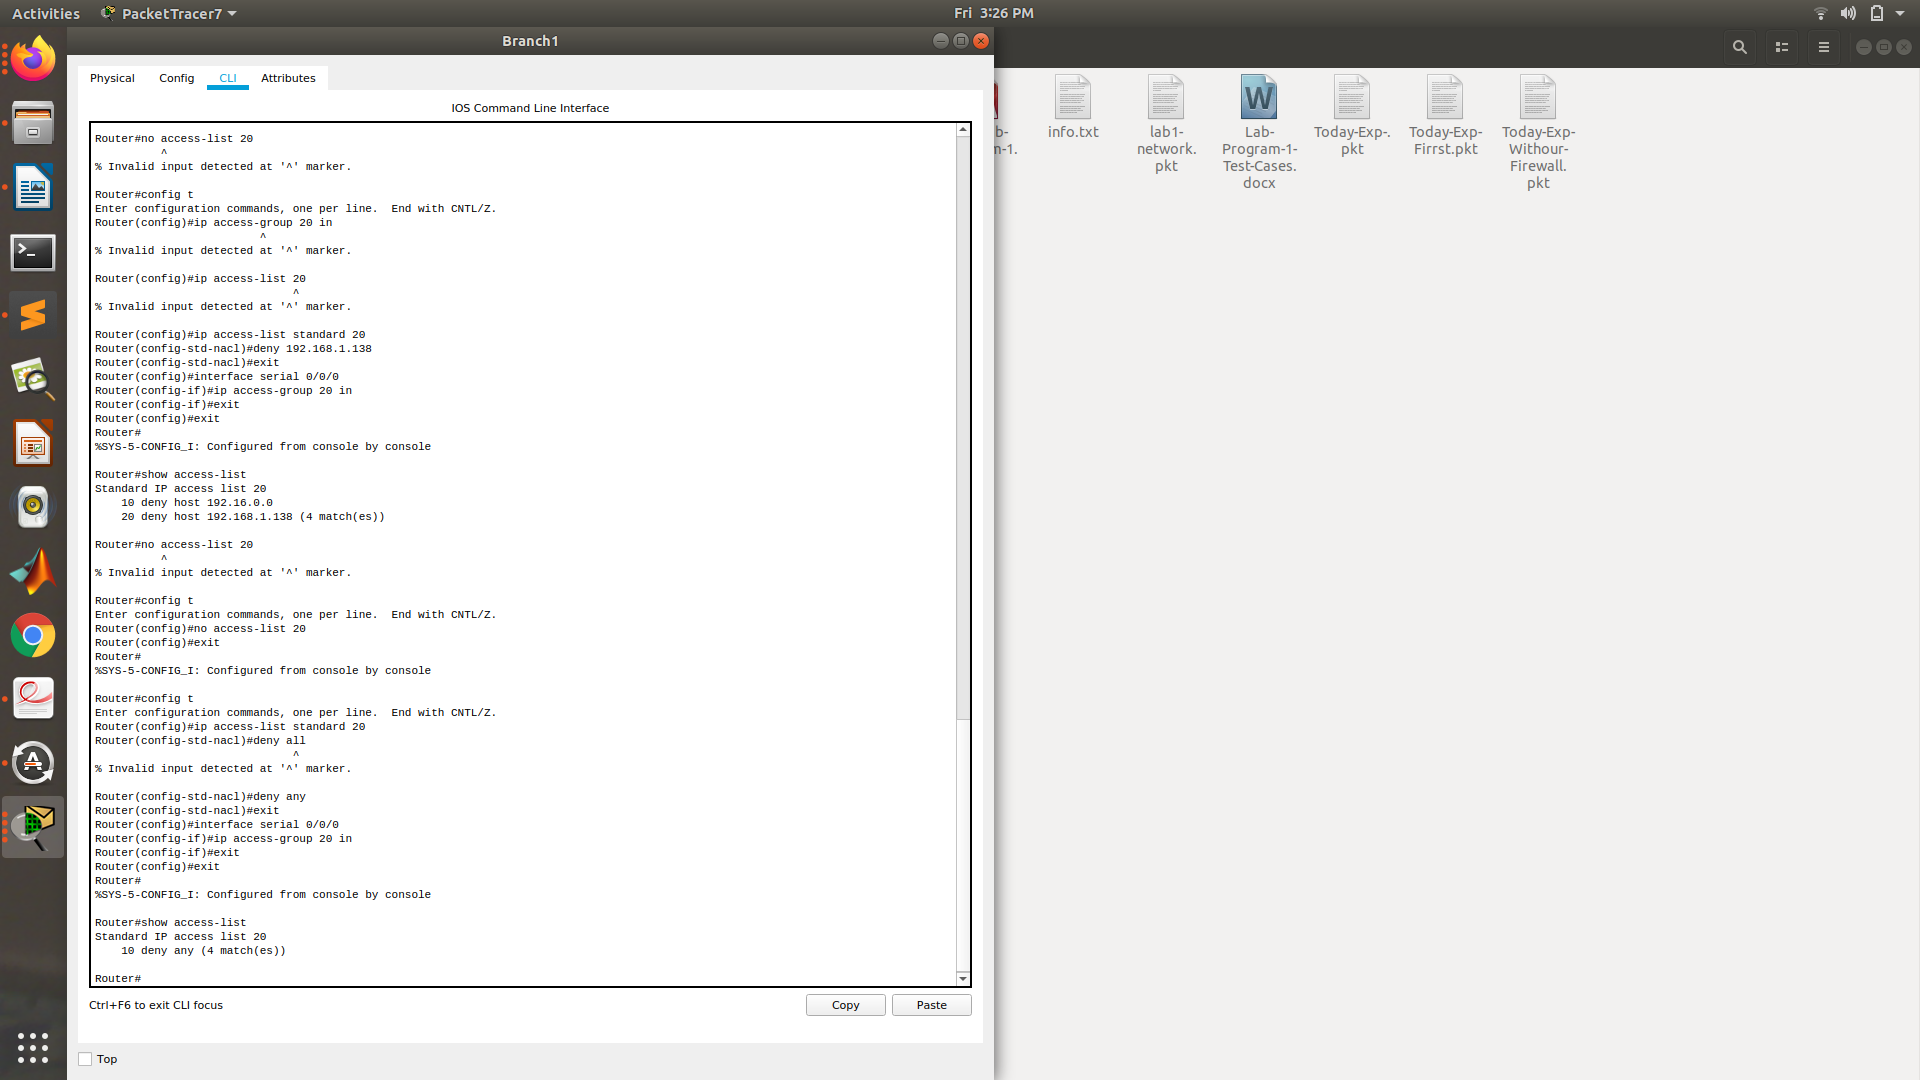 Activities
PacketTracer7
Fri 3:26 PM
Branch1
Physical Config CLI Attributes
IOS Command Line Interface
Router#no access-list 20
^
% Invalid input detected at '^' marker.
Router#config t
Enter configuration commands, one per line. End with CNTL/Z.
Router(config)#ip access-group 20 in
^
% Invalid input detected at '^' marker.
Router(config)#ip access-list 20
^
% Invalid input detected at '^' marker.
Router(config)#ip access-list standard 20
Router(config-std-nacl)#deny 192.168.1.138
Router(config-std-nacl)#exit
Router(config)#interface serial 0/0/0
Router(config-if)#ip access-group 20 in
Router(config-if)#exit
Router(config)#exit
Router#
%SYS-5-CONFIG_I: Configured from console by console
Router#show access-list
Standard IP access list 20
10 deny host 192.16.0.0
20 deny host 192.168.1.138 (4 match(es))
Router#no access-list 20
^
% Invalid input detected at '^' marker.
Router#config t
Enter configuration commands, one per line. End with CNTL/Z.
Router(config)#no access-list 20
Router(config)#exit
Router#
%SYS-5-CONFIG_I: Configured from console by console
Router#config t
Enter configuration commands, one per line. End with CNTL/Z.
Router(config)#ip access-list standard 20
Router(config-std-nacl)#deny all
^
% Invalid input detected at '^' marker.
Router(config-std-nacl)#deny any
Router(config-std-nacl)#exit
Router(config)#interface serial 0/0/0
Router(config-if)#ip access-group 20 in
Router(config-if)#exit
Router(config)#exit
Router#
%SYS-5-CONFIG_I: Configured from console by console
Router#show access-list
Standard IP access list 20
10 deny any (4 match(es))
Router#
Ctrl+F6 to exit CLI focus
Copy
Paste
Top
b-
m-1.
info.txt
lab1-
network.
pkt
W
Lab-
Program-1-
Test-Cases.
docx
Today-Exp-.
pkt
Today-Exp-
Firrst.pkt
Today-Exp-
Withour-
Firewall.
pkt